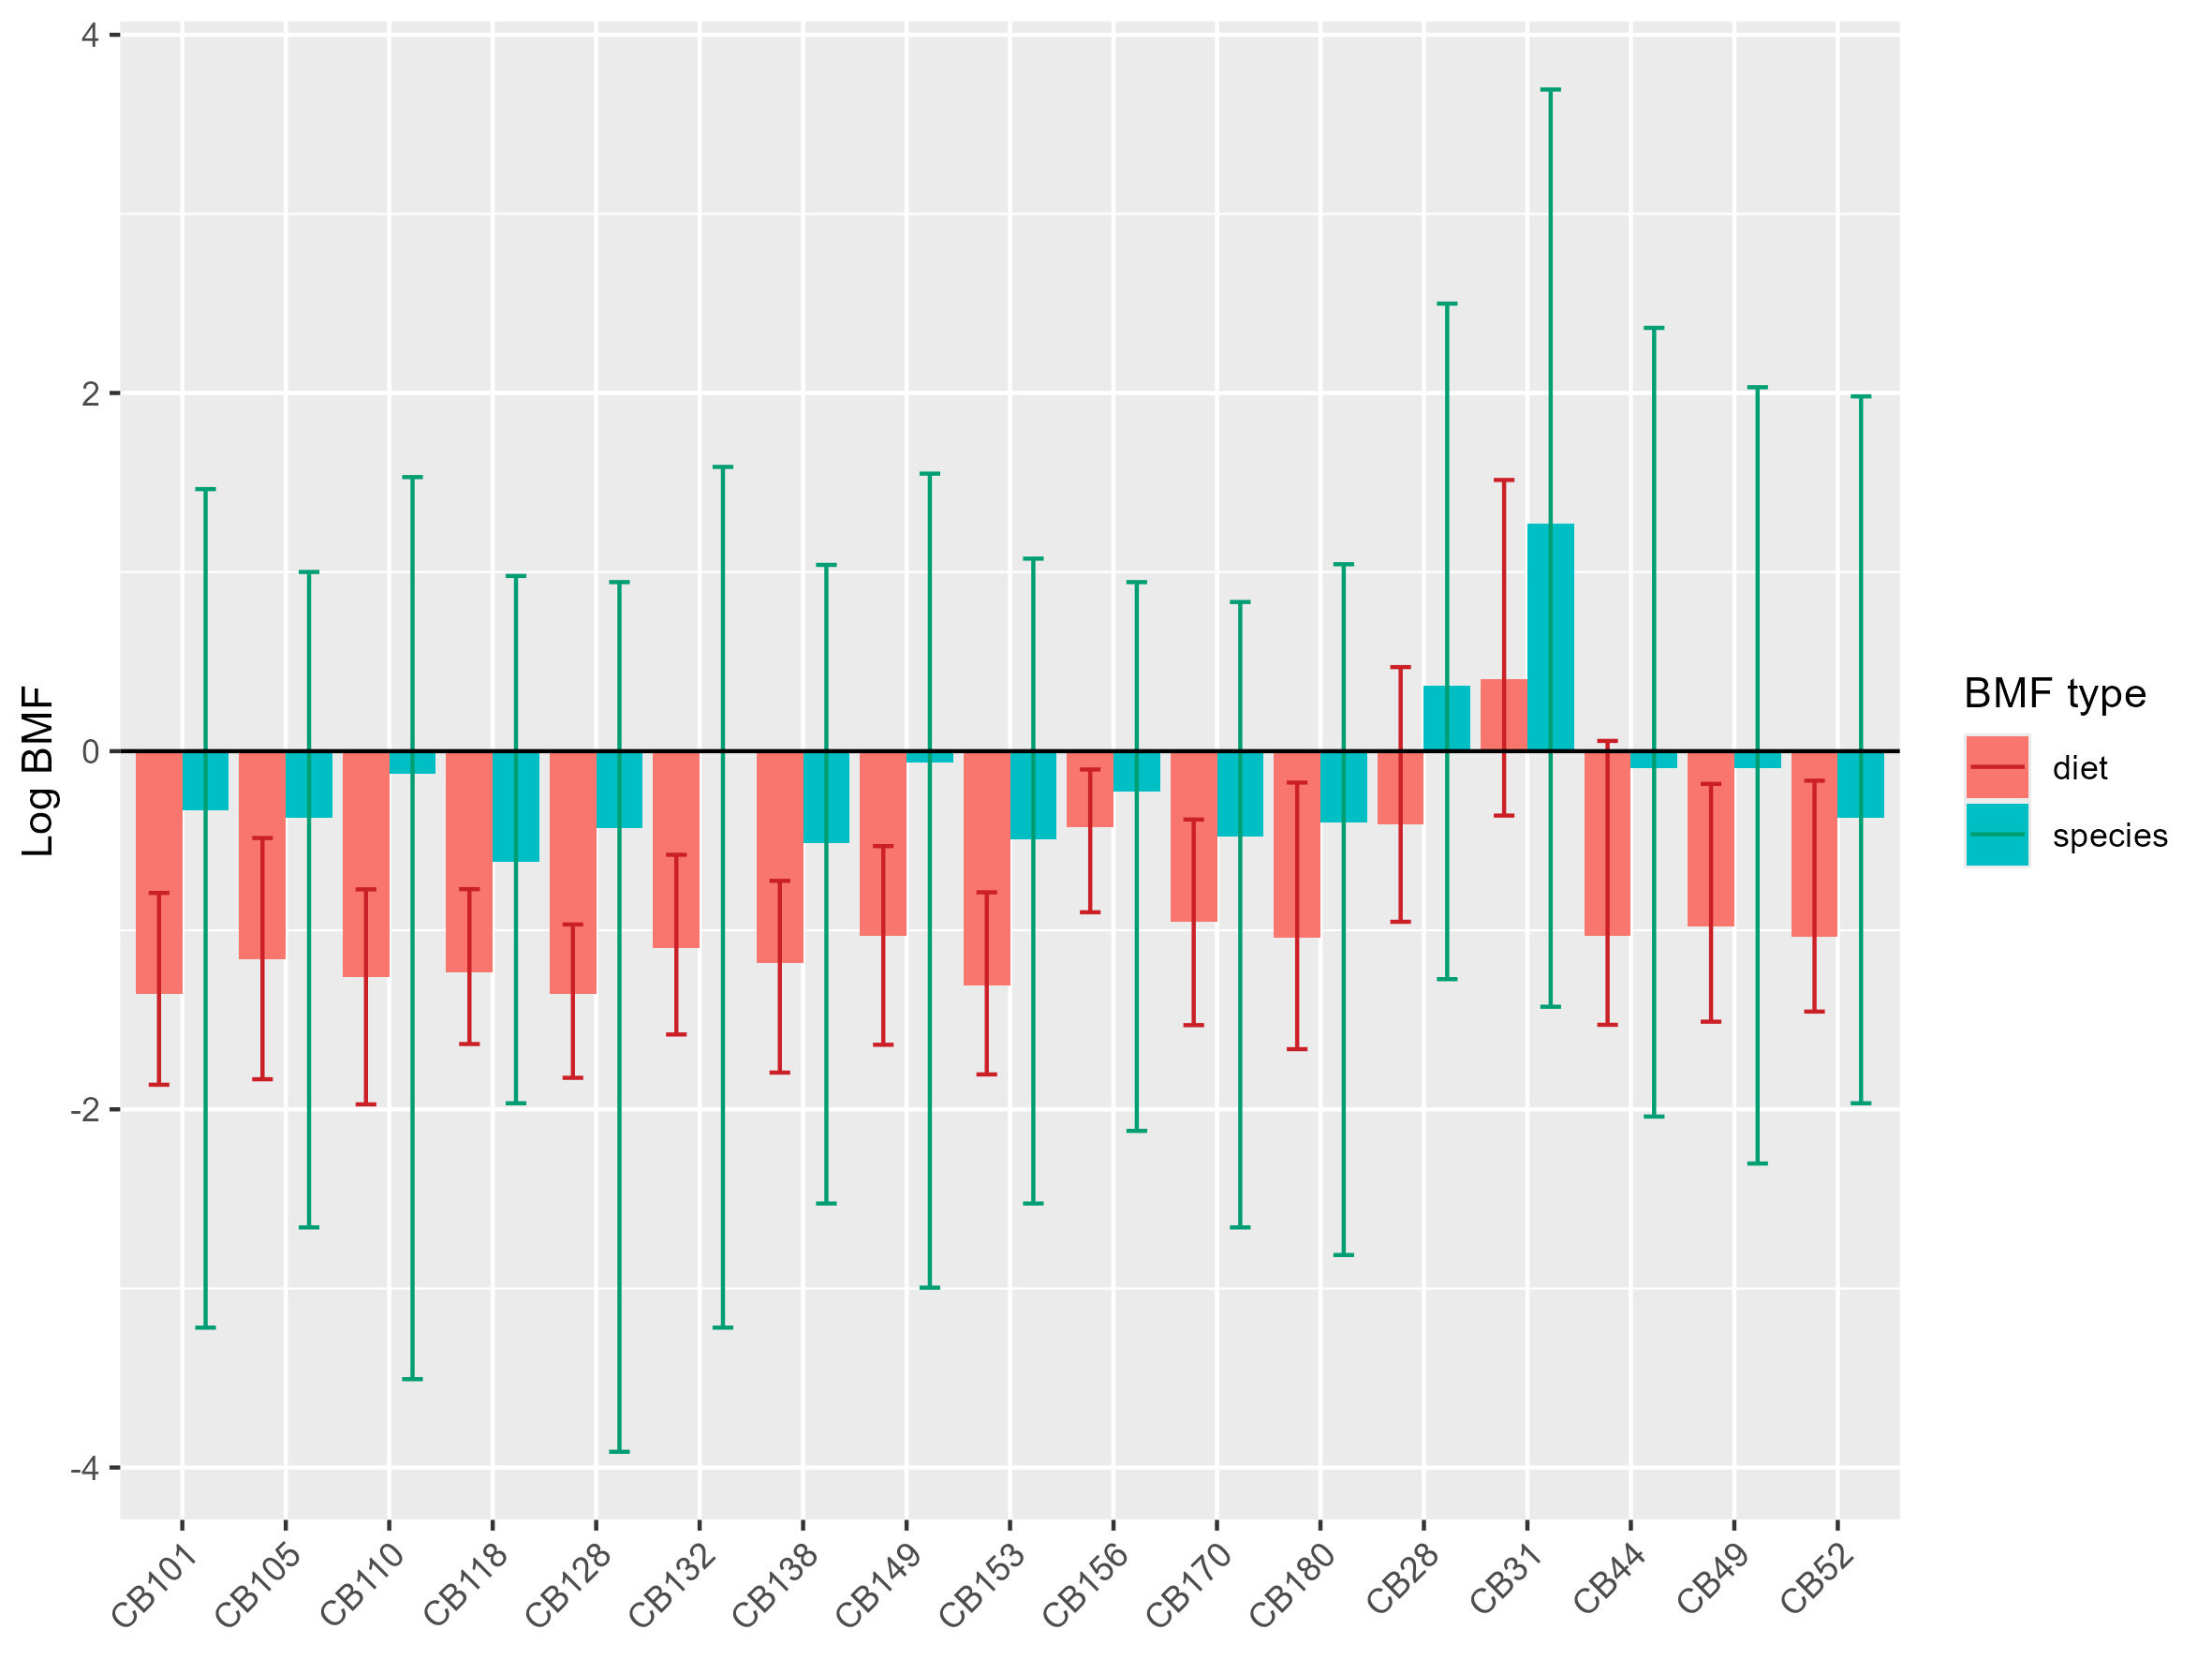 4
2
0
-2
-4
Log BMF
CB101
CB105
CB110
CB118
CB128
CB132
CB138
CB149
CB153
CB156
CB170
CB180
CB28
CB31
CB44
CB49
CB52
BMF type
diet
species